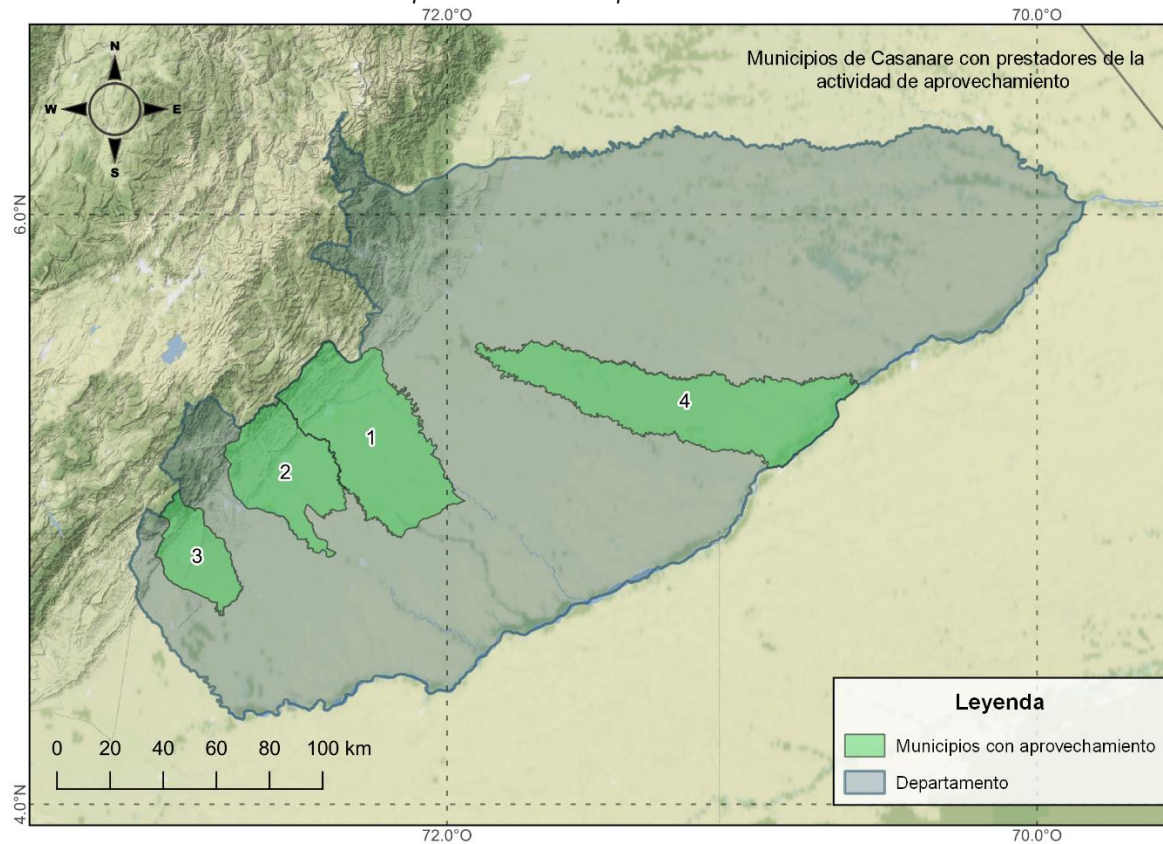 72.0°O
70.0°O
Municipios de Casanare con prestadores de la
actividad de aprovechamiento
N
W
E
S
6.0°N
1
4
2
3
Leyenda
0 20 40 60 80 100 km
Municipios con aprovechamiento
Departamento
4.0°N
72.0°O
70.0°O